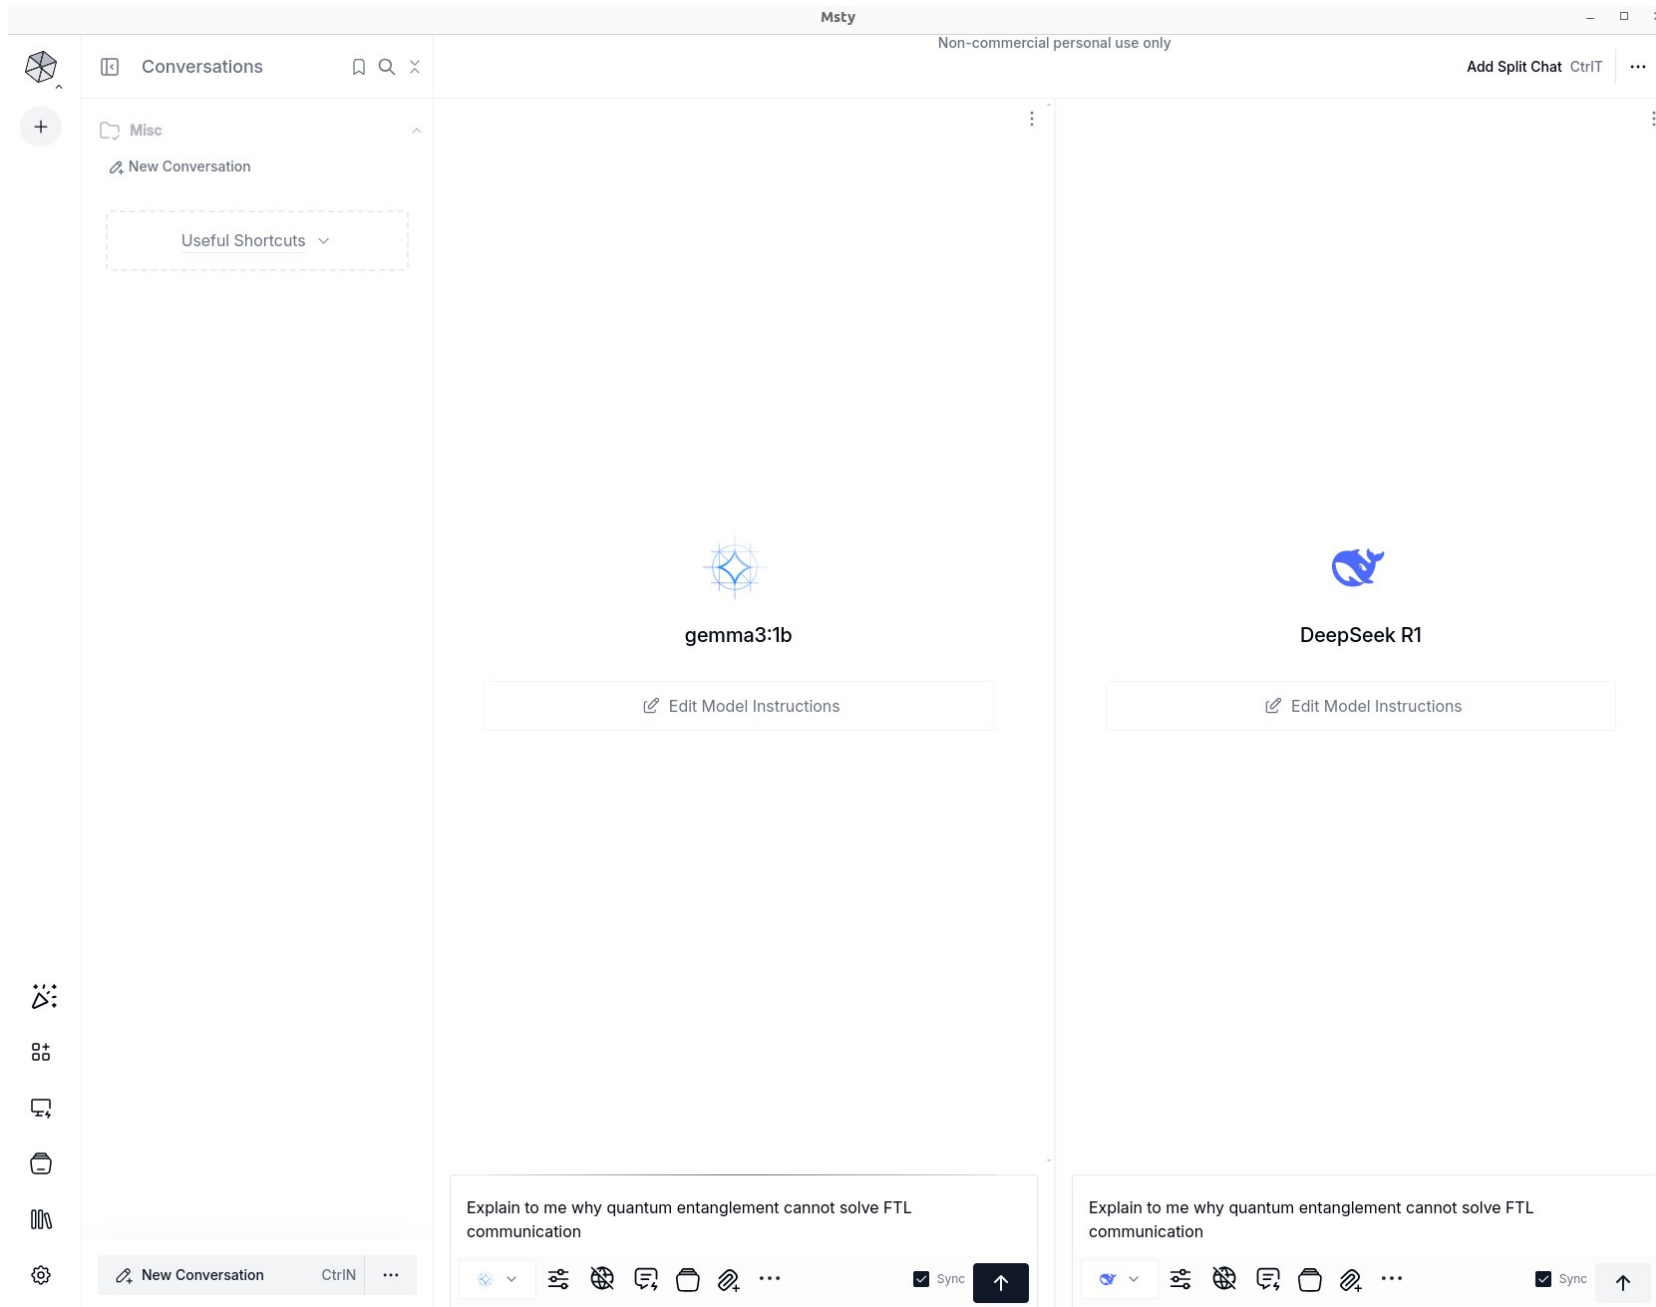 Msty
Non-commercial personal use only
Conversations
Add Split Chat CtrlT
Misc
New Conversation
Useful Shortcuts
gemma3:1b
Edit Model Instructions
DeepSeek R1
Edit Model Instructions
Explain to me why quantum entanglement cannot solve FTL
communication
Sync
Explain to me why quantum entanglement cannot solve FTL
communication
Sync
New Conversation CtrlN